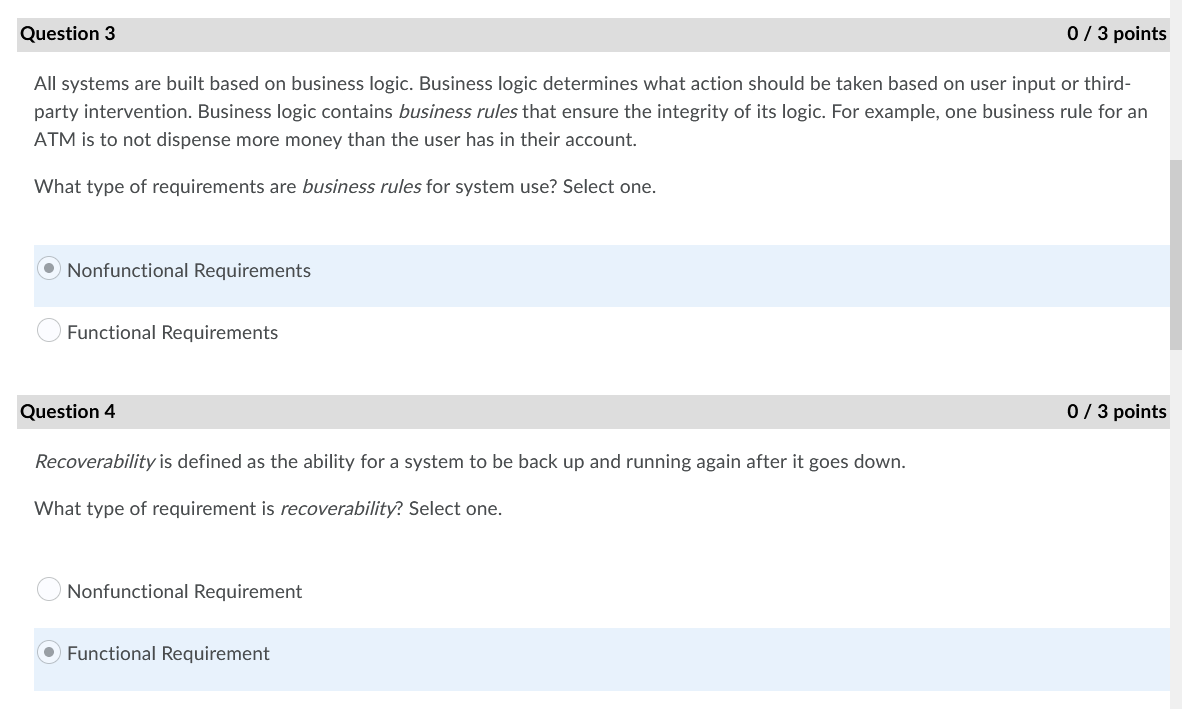 Question 3
0 / 3 points
All systems are built based on business logic. Business logic determines what action should be taken based on user input or third-
party intervention. Business logic contains business rules that ensure the integrity of its logic. For example, one business rule for an
ATM is to not dispense more money than the user has in their account.
What type of requirements are business rules for system use? Select one.
Nonfunctional Requirements
Functional Requirements
Question 4
0 / 3 points
Recoverability is defined as the ability for a system to be back up and running again after it goes down.
What type of requirement is recoverability? Select one.
Nonfunctional Requirement
Functional Requirement